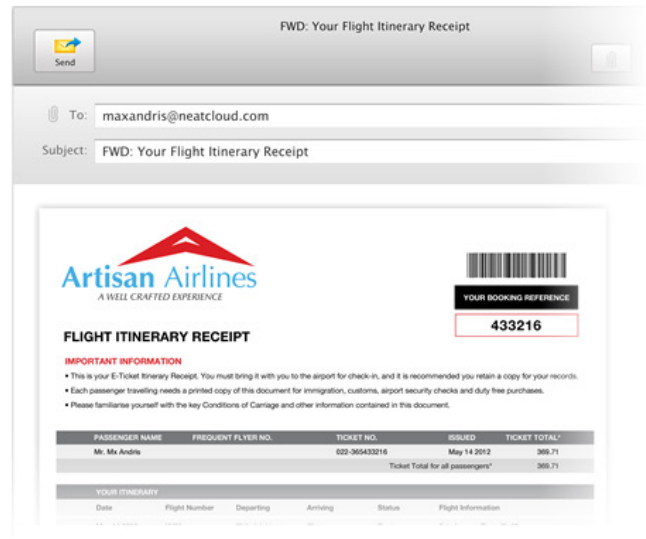 FWD: Your Flight Itinerary Receipt
Send
To: maxandris@neatcloud.com
Subject: FWD: Your Flight Itinerary Receipt
Artisan Airlines
A WELL CRAFTED EXPERIENCE
YOUR BOOKING REFERENCE
433216
FLIGHT ITINERARY RECEIPT
IMPORTANT INFORMATION
• This is your E-Ticket Itinerary Receipt. You must bring it with you to the airport for check-in, and it is recommended you retain a copy for your records.
• Each passenger travelling needs a printed copy of this document for immigration, customs, airport security checks and duty free purchases.
• Please familiarise yourself with the key Conditions of Carriage and other information contained in this document.
PASSENGER NAME FREQUENT FLYER NO. TICKET NO. ISSUED TICKET TOTAL*
Mr. Mx Andris 022-365433216 May 14 2012 369.71
Ticket Total for all passengers* 369.71
YOUR ITINERARY
Date Flight Number Departing Arriving Status Flight Information